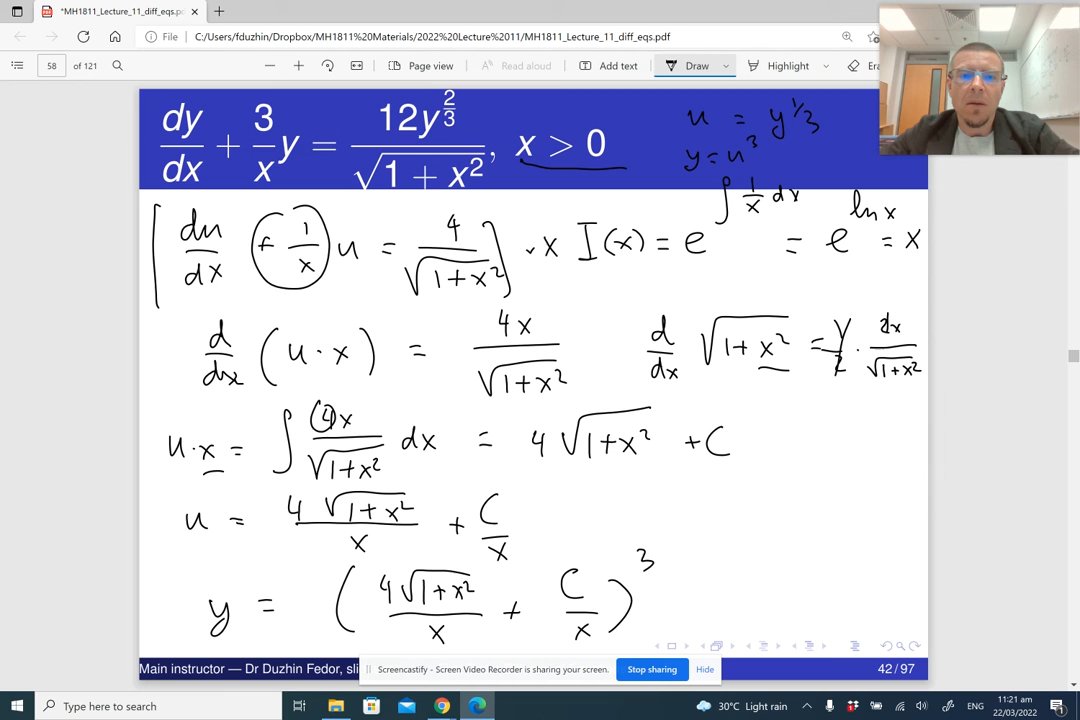 *MH1811_Lecture_11_diff_eqs.p
File C:/Users/fduzhin/Dropbox/MH1811%20Materials/2022%20Lecture%2011/MH1811_Lecture_11_diff_eqs.pdf
58 of 121 Page view Read aloud Add text Draw Highlight Era
dy/dx + 3/x y = 12y^(2/3)/√(1 + x²), x > 0
u = y^(1/3)
y = u³
[du/dx + 1/x u = 4/√(1+x²)] · x I(x) = e^(∫ 1/x dx) = e^(ln x) = x
d/dx (u · x) = 4x/√(1+x²) d/dx √(1+x²) = 1/2 · 2x/√(1+x²)
u·x = ∫ 4x/√(1+x²) dx = 4√(1+x²) + C
u = 4√(1+x²)/x + C/x
y = (4√(1+x²)/x + C/x)³
Main instructor — Dr Duzhin Fedor, sli
42/97
Screencastify - Screen Video Recorder is sharing your screen. Stop sharing Hide
Type here to search
30°C Light rain
ENG
11:21 am
22/03/2022